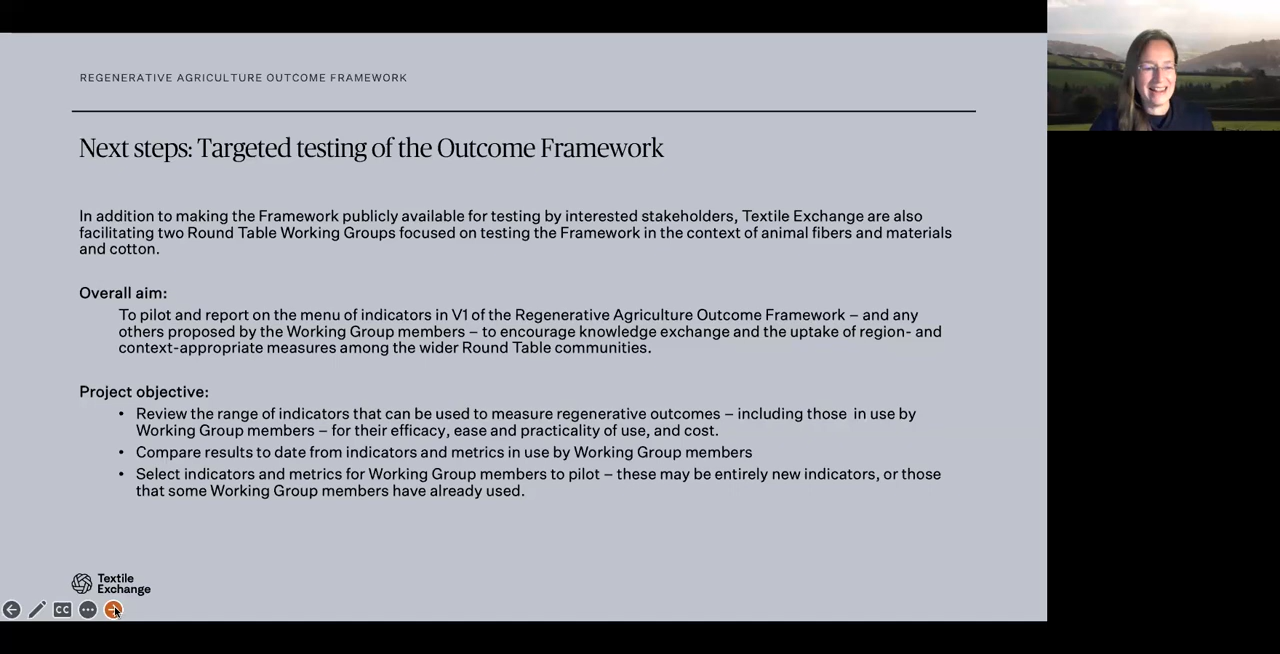 REGENERATIVE AGRICULTURE OUTCOME FRAMEWORK
Next steps: Targeted testing of the Outcome Framework
In addition to making the Framework publicly available for testing by interested stakeholders, Textile Exchange are also
facilitating two Round Table Working Groups focused on testing the Framework in the context of animal fibers and materials
and cotton.
Overall aim:
To pilot and report on the menu of indicators in V1 of the Regenerative Agriculture Outcome Framework – and any
others proposed by the Working Group members – to encourage knowledge exchange and the uptake of region- and
context-appropriate measures among the wider Round Table communities.
Project objective:
• Review the range of indicators that can be used to measure regenerative outcomes – including those in use by
Working Group members – for their efficacy, ease and practicality of use, and cost.
• Compare results to date from indicators and metrics in use by Working Group members
• Select indicators and metrics for Working Group members to pilot – these may be entirely new indicators, or those
that some Working Group members have already used.
Textile
Exchange
CC